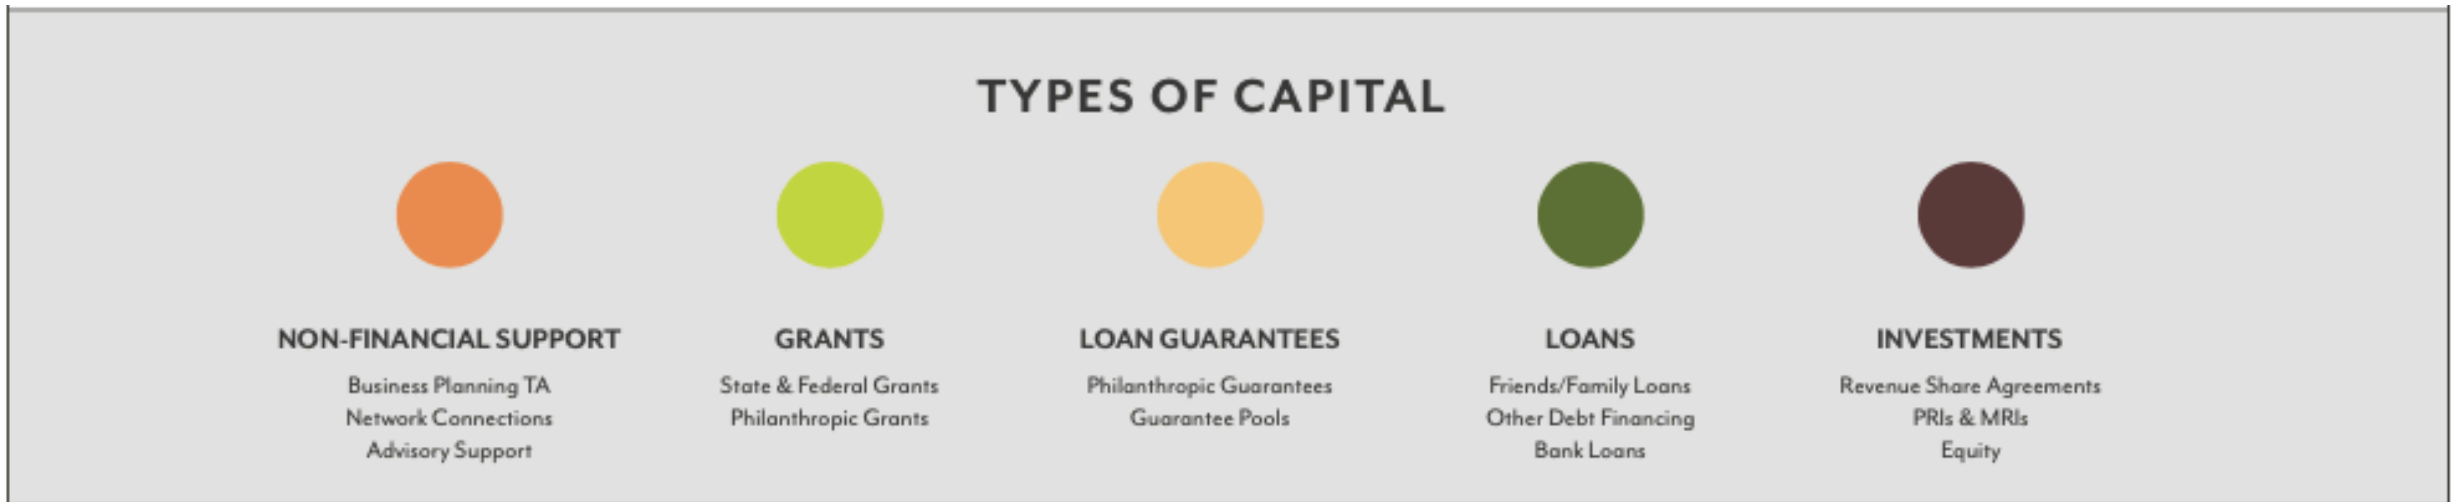 TYPES OF CAPITAL
NON-FINANCIAL SUPPORT
Business Planning TA
Network Connections
Advisory Support
GRANTS
State & Federal Grants
Philanthropic Grants
LOAN GUARANTEES
Philanthropic Guarantees
Guarantee Pools
LOANS
Friends/Family Loans
Other Debt Financing
Bank Loans
INVESTMENTS
Revenue Share Agreements
PRIs & MRIs
Equity